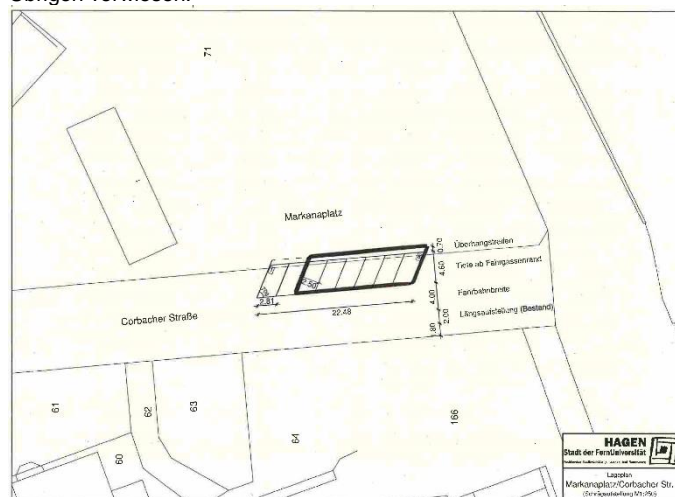 Übrigen verwiesen.
71
Markanaplatz
Überhangstreifen
0.70
Tiefe ab Fahrgassenrand
4.60
2.50
Fahrbahnbreite
4.00
2.81
22.48
Längsaufstellung (Bestand)
2.00
Corbacher Straße
61
62
63
64
166
60
HAGEN
Stadt der FernUniversität
Lageplan
Markanaplatz/Corbacher Str.